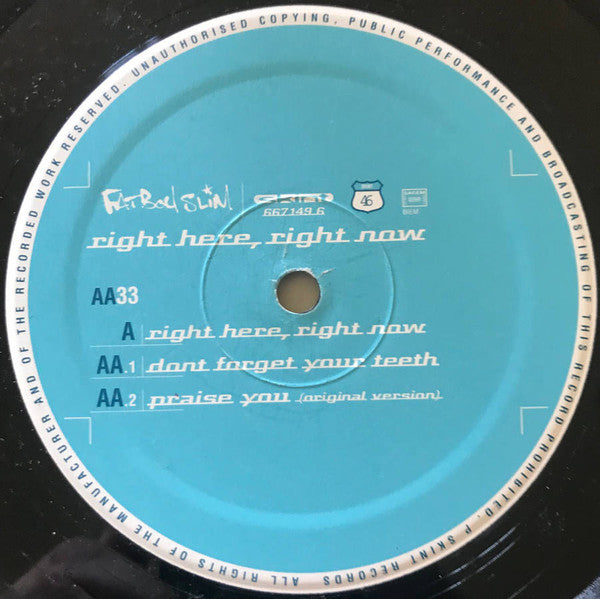 UNAUTHORISED COPYING, PUBLIC PERFORMANCE AND BROADCASTING OF THIS RECORD PROHIBITED. P SKINT RECORDS ALL RIGHTS OF THE MANUFACTURER AND OF THE RECORDED WORK RESERVED.
FATBOY SLIM
667149.6
46
SACEM
BIEM
right here, right now
AA33
A right here, right now
AA.1 dont forget your teeth
AA.2 praise you (original version)